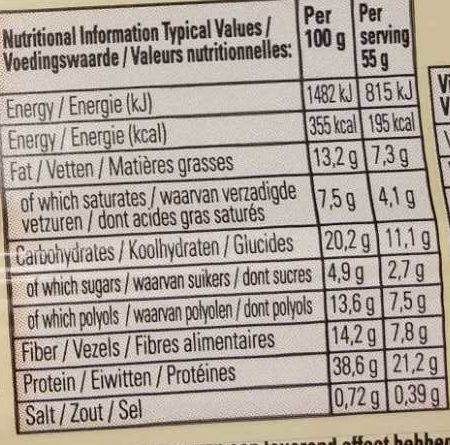 Nutritional Information Typical Values / Per 100 g Per serving 55 g
Voedingswaarde / Valeurs nutritionnelles:
Energy / Energie (kJ) 1482 kJ 815 kJ
Energy / Energie (kcal) 355 kcal 195 kcal
Fat / Vetten / Matières grasses 13,2 g 7,3 g
of which saturates / waarvan verzadigde 7,5 g 4,1 g
vetzuren / dont acides gras saturés
Carbohydrates / Koolhydraten / Glucides 20,2 g 11,1 g
of which sugars / waarvan suikers / dont sucres 4,9 g 2,7 g
of which polyols / waarvan polyolen / dont polyols 13,6 g 7,5 g
Fiber / Vezels / Fibres alimentaires 14,2 g 7,8 g
Protein / Eiwitten / Protéines 38,6 g 21,2 g
Salt / Zout / Sel 0,72 g 0,39 g